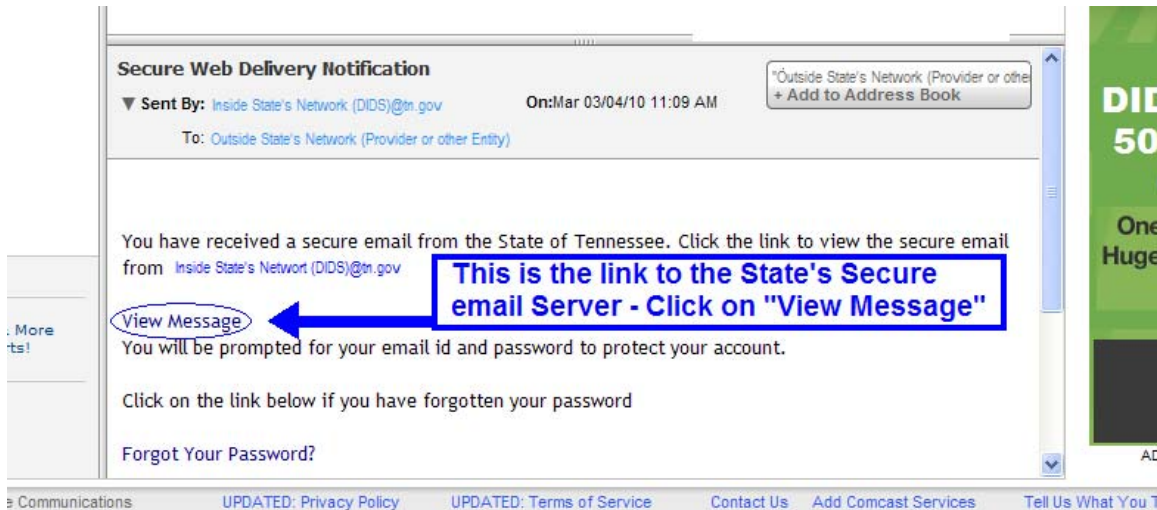 Secure Web Delivery Notification
▼ Sent By: Inside State's Network (DIDS)@tn.gov On:Mar 03/04/10 11:09 AM
"Outside State's Network (Provider or othe
+ Add to Address Book
To: Outside State's Network (Provider or other Entity)
You have received a secure email from the State of Tennessee. Click the link to view the secure email
from Inside State's Networt (DIDS)@tn.gov
This is the link to the State's Secure
email Server - Click on "View Message"
View Message
You will be prompted for your email id and password to protect your account.
Click on the link below if you have forgotten your password
Forgot Your Password?
. More
ts!
DID
50
One
Huge
AD
e Communications UPDATED: Privacy Policy UPDATED: Terms of Service Contact Us Add Comcast Services Tell Us What You T